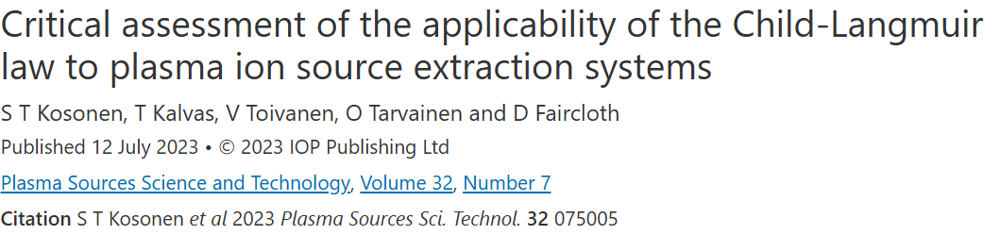 Critical assessment of the applicability of the Child-Langmuir
law to plasma ion source extraction systems
S T Kosonen, T Kalvas, V Toivanen, O Tarvainen and D Faircloth
Published 12 July 2023 • © 2023 IOP Publishing Ltd
Plasma Sources Science and Technology, Volume 32, Number 7
Citation S T Kosonen et al 2023 Plasma Sources Sci. Technol. 32 075005